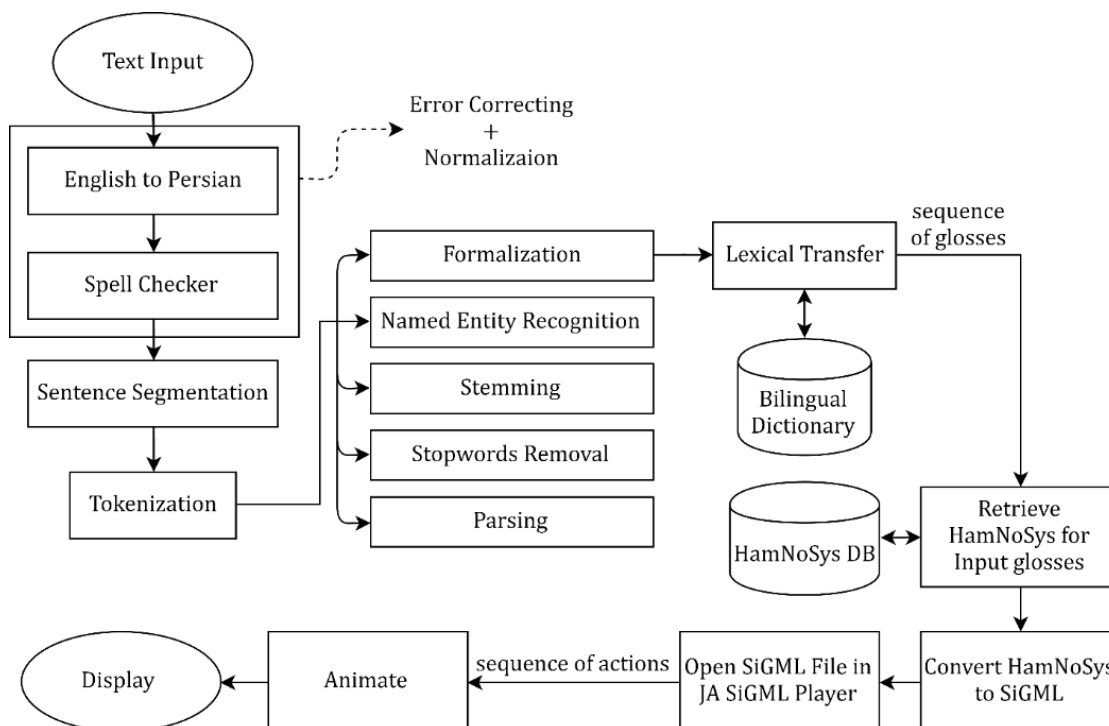 Text Input
Error Correcting
+
Normalizaion
English to Persian
Spell Checker
Sentence Segmentation
Tokenization
Formalization
Named Entity Recognition
Stemming
Stopwords Removal
Parsing
Lexical Transfer
sequence
of glosses
Bilingual
Dictionary
HamNoSys DB
Retrieve
HamNoSys for
Input glosses
Convert HamNoSys
to SiGML
Open SiGML File in
JA SiGML Player
sequence of actions
Animate
Display